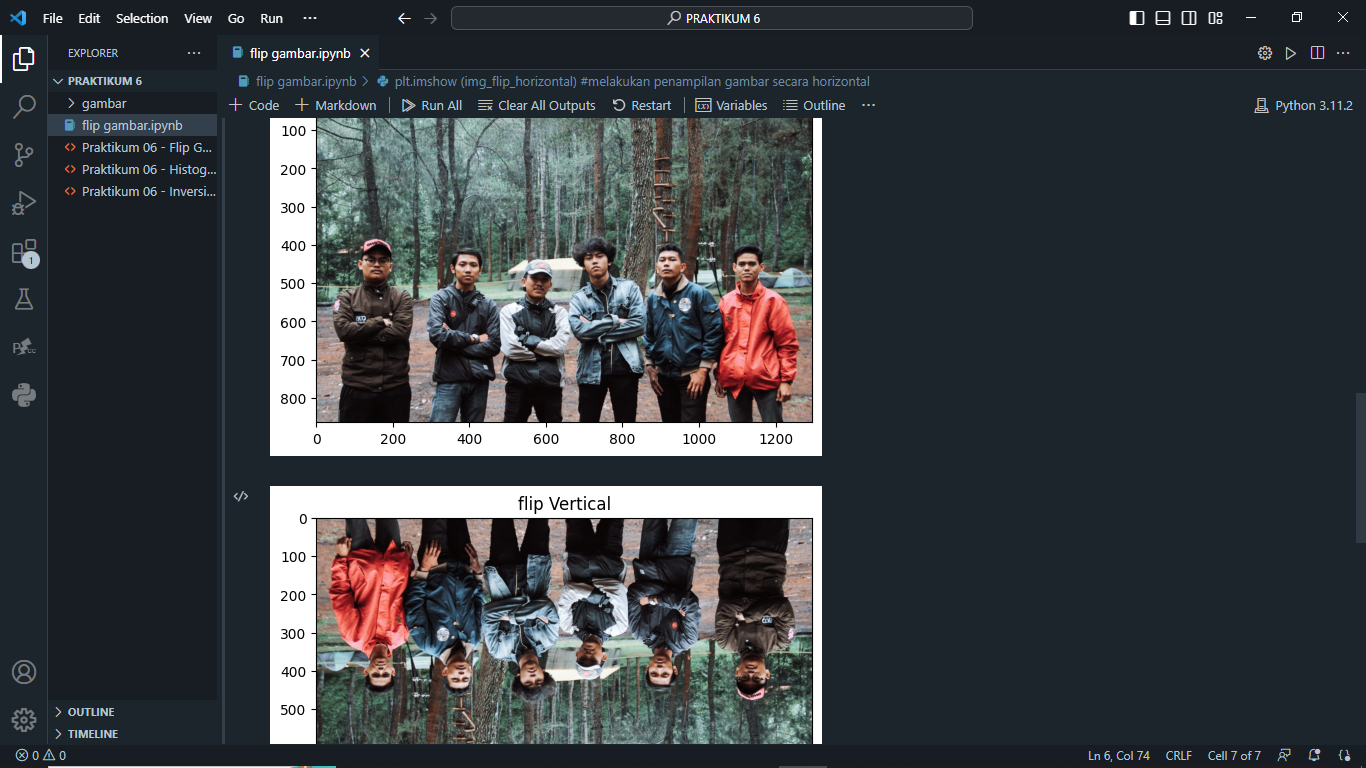 File Edit Selection View Go Run ··· PRAKTIKUM 6
EXPLORER ···
PRAKTIKUM 6
gambar
flip gambar.ipynb
Praktikum 06 - Flip G...
Praktikum 06 - Histog...
Praktikum 06 - Inversi...
OUTLINE
TIMELINE
1
flip gambar.ipynb
flip gambar.ipynb > plt.imshow (img_flip_horizontal) #melakukan penampilan gambar secara horizontal
Code Markdown Run All Clear All Outputs Restart Variables Outline ··· Python 3.11.2
100
200
300
400
500
600
700
800
0 200 400 600 800 1000 1200
flip Vertical
0
100
200
300
400
500
0 0 Ln 6, Col 74 CRLF Cell 7 of 7